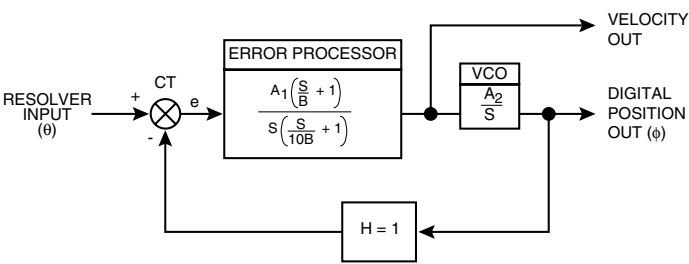 VELOCITY
OUT
ERROR PROCESSOR
VCO
CT
A1(S/B + 1)
S(S/10B + 1)
A2
S
RESOLVER
INPUT
(θ)
+
-
e
DIGITAL
POSITION
OUT (ϕ)
H = 1